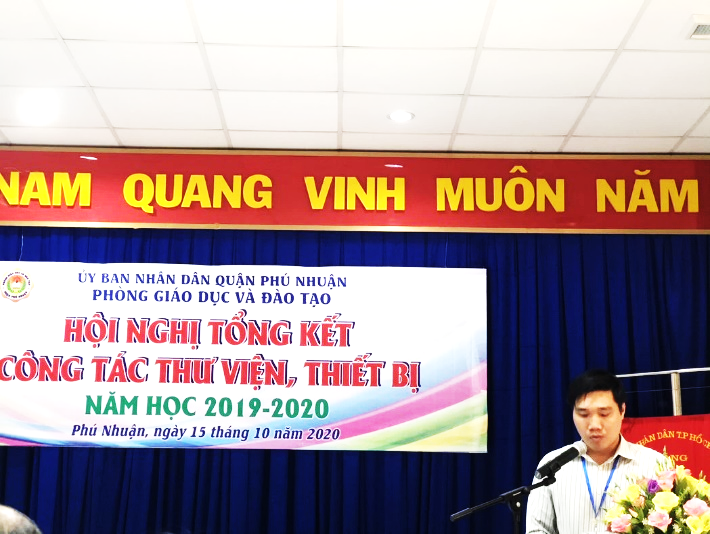 NAM QUANG VINH MUÔN NĂM
ỦY BAN NHÂN DÂN QUẬN PHÚ NHUẬN
PHÒNG GIÁO DỤC VÀ ĐÀO TẠO
HỘI NGHỊ TỔNG KẾT
CÔNG TÁC THƯ VIỆN, THIẾT BỊ
NĂM HỌC 2019-2020
Phú Nhuận, ngày 15 tháng 10 năm 2020
NHÂN DÂN T.P HỒ